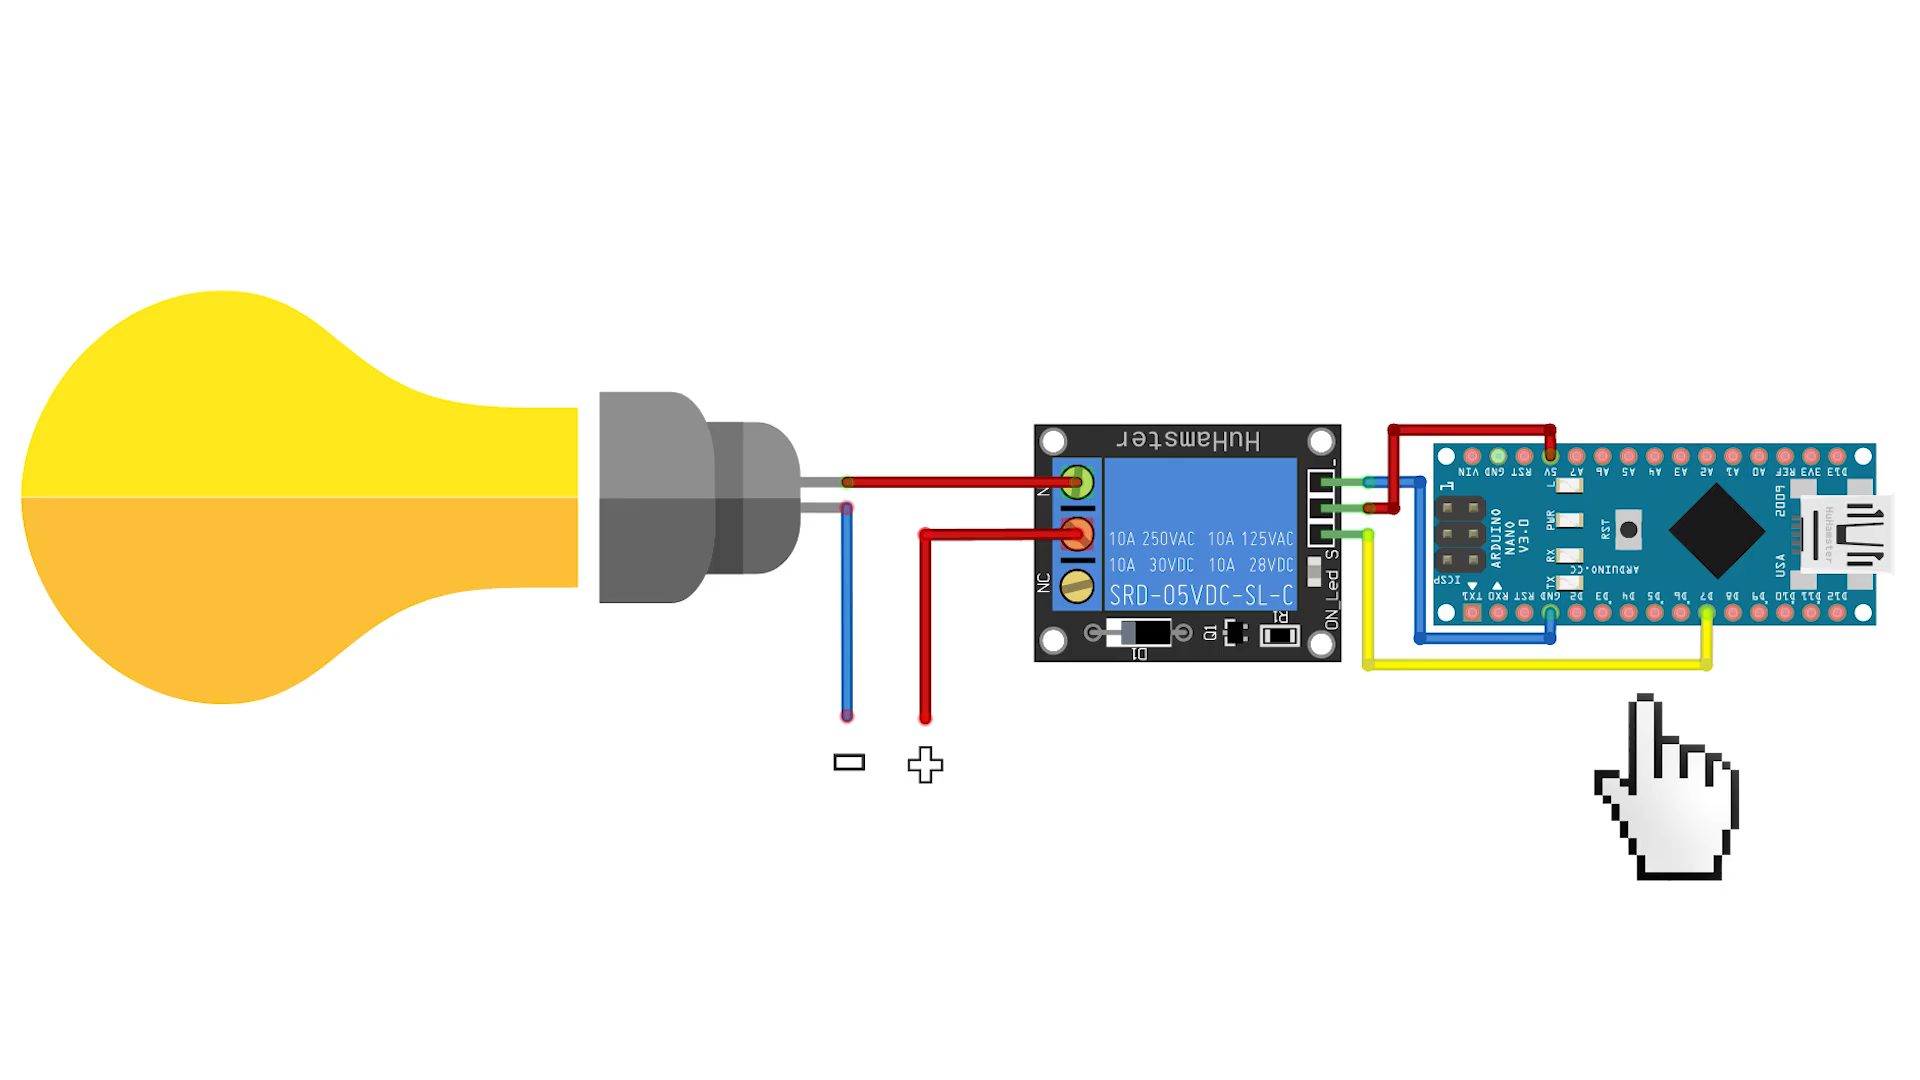 HuHamster
N
NC
10A 250VAC 10A 125VAC
10A 30VDC 10A 28VDC
SRD-05VDC-SL-C
-
S
ON_Led
D1
Q1
R1
VIN GND RST 5V A7 A6 A5 A4 A3 A2 A1 A0 REF 3V3 D13
L
PWR
RX
TX
RST
ARDUINO
NANO
V3.0
ICSP
1
ARDUINO.CC
2009
USA
HuHamster
TX1 RX0 RST GND D2 D3 D4 D5 D6 D7 D8 D9 D10 D11 D12